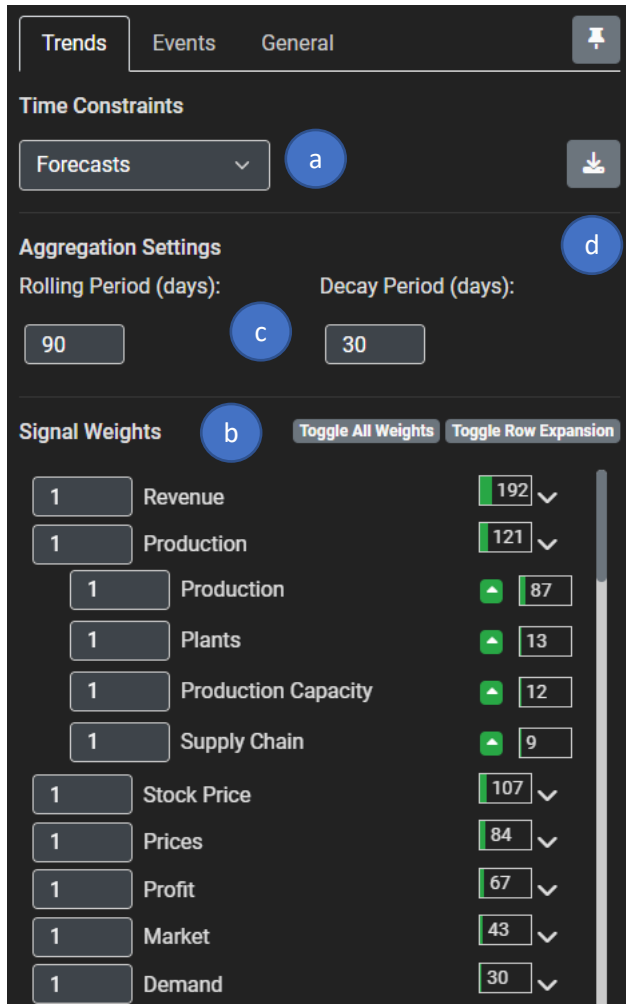 Trends Events General
Time Constraints
Forecasts a
d
Aggregation Settings
Rolling Period (days): Decay Period (days):
90 c 30
Signal Weights b Toggle All Weights Toggle Row Expansion
1 Revenue 192
1 Production 121
1 Production 87
1 Plants 13
1 Production Capacity 12
1 Supply Chain 9
1 Stock Price 107
1 Prices 84
1 Profit 67
1 Market 43
1 Demand 30